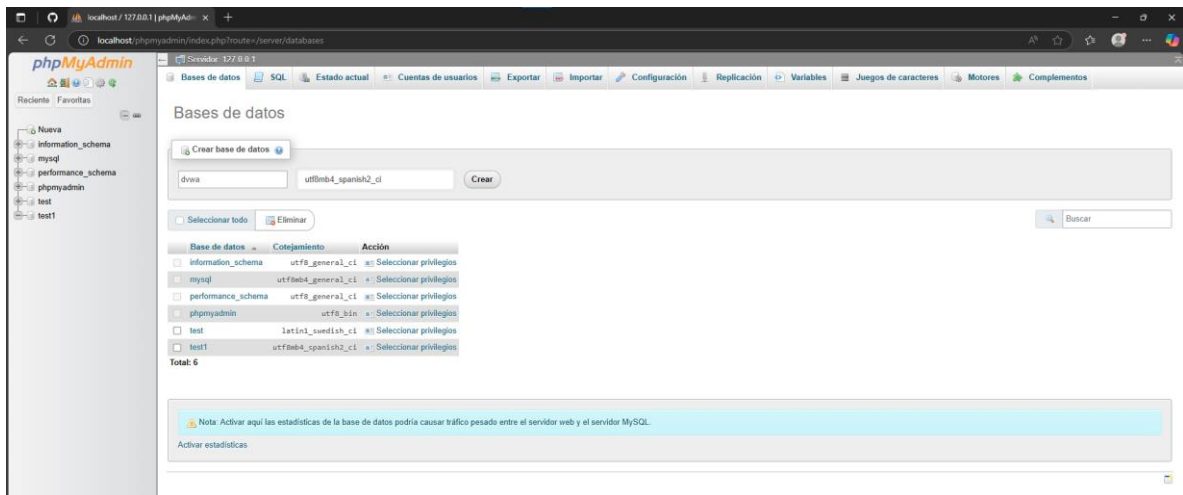 localhost / 127.0.0.1 | phpMyAdm
localhost/phpmyadmin/index.php?route=/server/databases
phpMyAdmin
Reciente Favoritas
Nueva
information_schema
mysql
performance_schema
phpmyadmin
test
test1
Servidor: 127.0.0.1
Bases de datos SQL Estado actual Cuentas de usuarios Exportar Importar Configuración Replicación Variables Juegos de caracteres Motores Complementos
Bases de datos
Crear base de datos
dvwa utf8mb4_spanish2_ci Crear
Seleccionar todo Eliminar Buscar
Base de datos Cotejamiento Acción
information_schema utf8_general_ci Seleccionar privilegios
mysql utf8mb4_general_ci Seleccionar privilegios
performance_schema utf8_general_ci Seleccionar privilegios
phpmyadmin utf8_bin Seleccionar privilegios
test latin1_swedish_ci Seleccionar privilegios
test1 utf8mb4_spanish2_ci Seleccionar privilegios
Total: 6
Nota: Activar aquí las estadísticas de la base de datos podría causar tráfico pesado entre el servidor web y el servidor MySQL.
Activar estadísticas